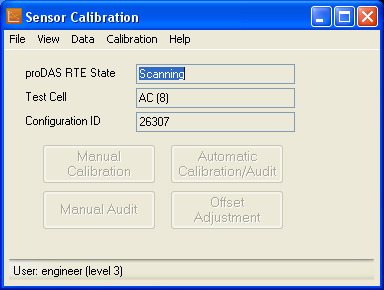 Sensor Calibration
File View Data Calibration Help
proDAS RTE State Scanning
Test Cell AC (8)
Configuration ID 26307
Manual Calibration
Automatic Calibration/Audit
Manual Audit
Offset Adjustment
User: engineer (level 3)